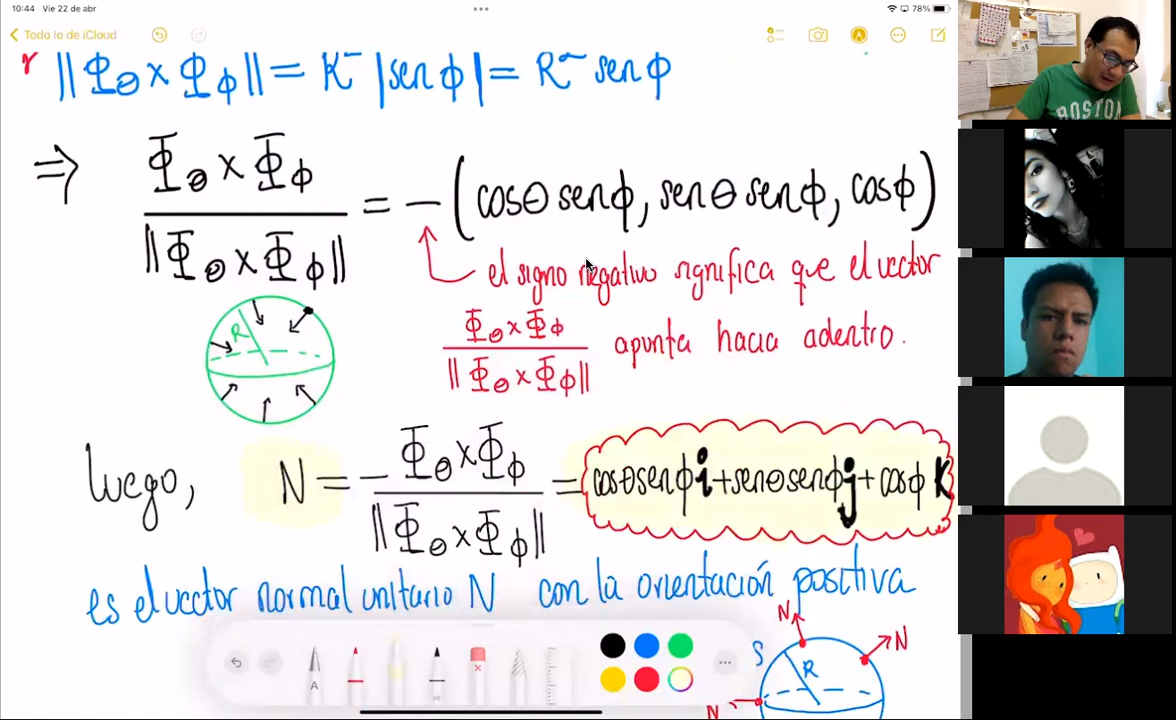 10:44 Vie 22 de abr
78%
Todo lo de iCloud
r ||Φθ × Φϕ|| = R² |sen ϕ| = R² sen ϕ
⇒ Φθ × Φϕ / ||Φθ × Φϕ|| = – (cosθ senϕ, senθ senϕ, cosϕ)
el signo negativo significa que el vector
Φθ × Φϕ / ||Φθ × Φϕ|| apunta hacia adentro.
R
luego, N = – Φθ × Φϕ / ||Φθ × Φϕ|| = cosθsenϕ i + senθsenϕ j + cosϕ k
es el vector normal unitario N con la orientación positiva
N
N
S
R
N
A
BOSTON